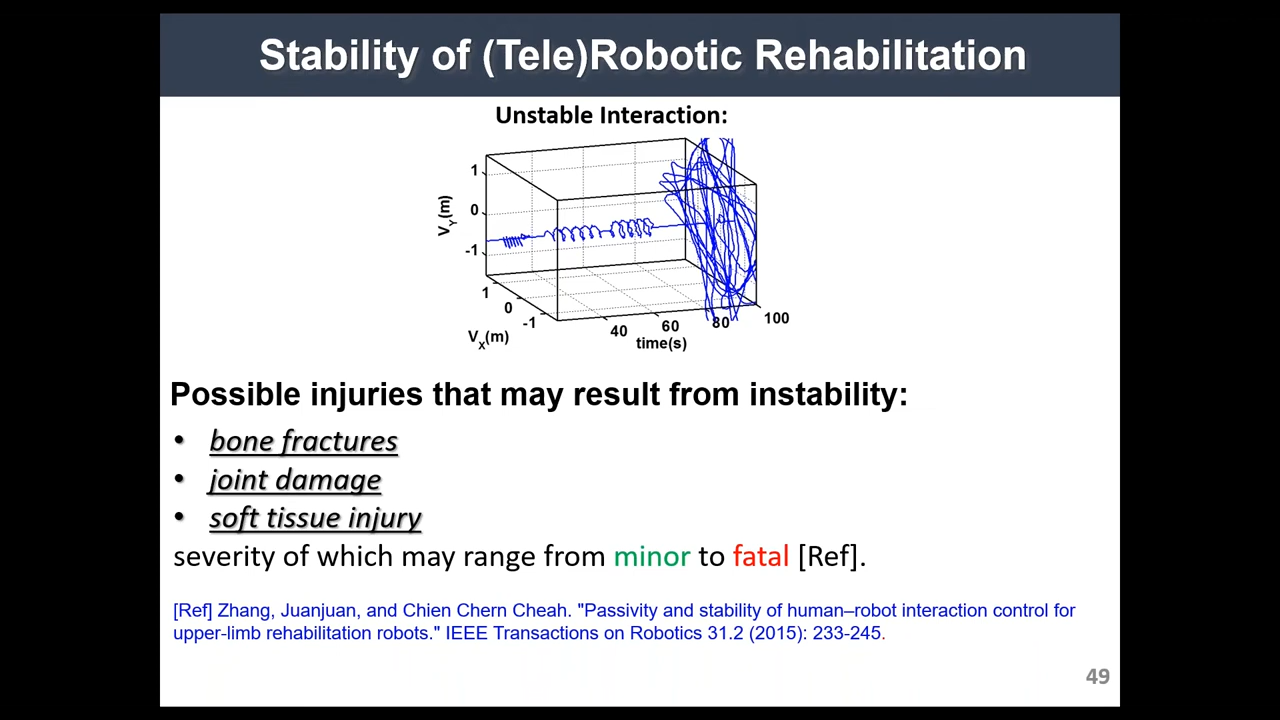 Stability of (Tele)Robotic Rehabilitation
Unstable Interaction:
1
0
-1
V_Y(m)
1
0
-1
V_X(m)
40
60
80
100
time(s)
Possible injuries that may result from instability:
• bone fractures
• joint damage
• soft tissue injury
severity of which may range from minor to fatal [Ref].
[Ref] Zhang, Juanjuan, and Chien Chern Cheah. "Passivity and stability of human–robot interaction control for
upper-limb rehabilitation robots." IEEE Transactions on Robotics 31.2 (2015): 233-245.
49